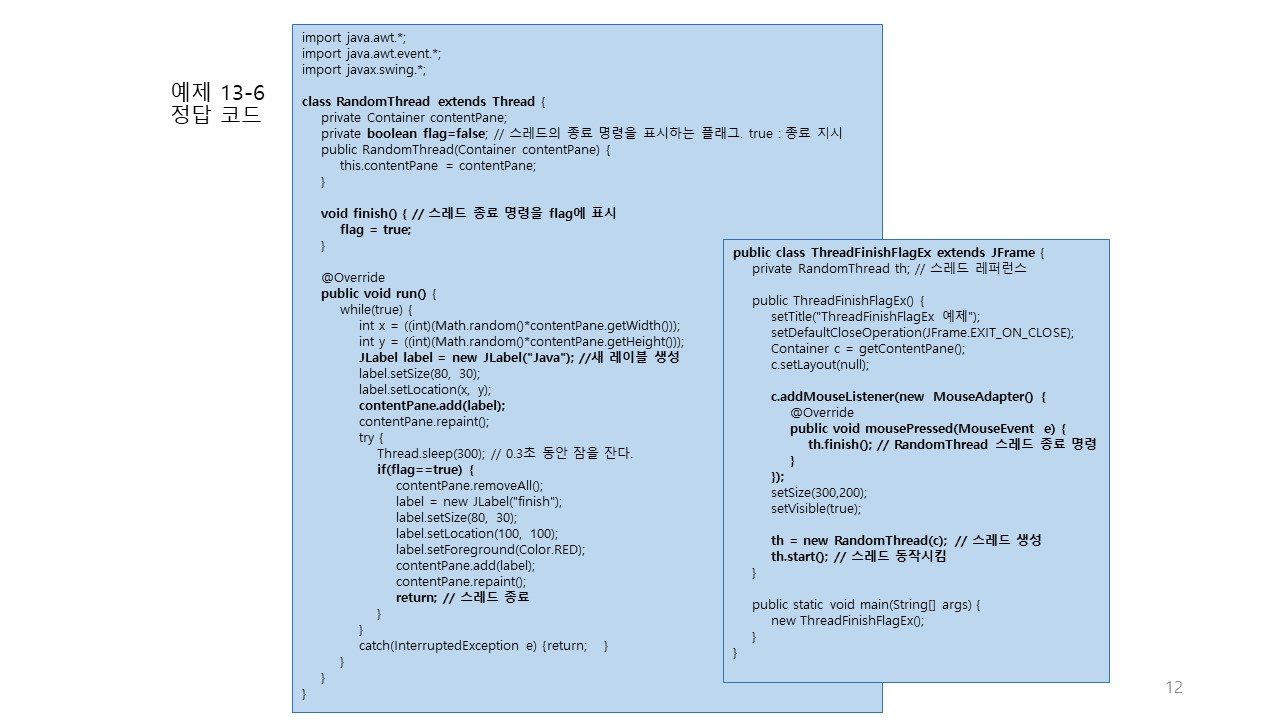 예제 13-6
정답 코드
import java.awt.*;
import java.awt.event.*;
import javax.swing.*;
class RandomThread extends Thread {
private Container contentPane;
private boolean flag=false; // 스레드의 종료 명령을 표시하는 플래그. true : 종료 지시
public RandomThread(Container contentPane) {
this.contentPane = contentPane;
}
void finish() { // 스레드 종료 명령을 flag에 표시
flag = true;
}
@Override
public void run() {
while(true) {
int x = ((int)(Math.random()*contentPane.getWidth()));
int y = ((int)(Math.random()*contentPane.getHeight()));
JLabel label = new JLabel("Java"); //새 레이블 생성
label.setSize(80, 30);
label.setLocation(x, y);
contentPane.add(label);
contentPane.repaint();
try {
Thread.sleep(300); // 0.3초 동안 잠을 잔다.
if(flag==true) {
contentPane.removeAll();
label = new JLabel("finish");
label.setSize(80, 30);
label.setLocation(100, 100);
label.setForeground(Color.RED);
contentPane.add(label);
contentPane.repaint();
return; // 스레드 종료
}
}
catch(InterruptedException e) {return; }
}
}
}
public class ThreadFinishFlagEx extends JFrame {
private RandomThread th; // 스레드 레퍼런스
public ThreadFinishFlagEx() {
setTitle("ThreadFinishFlagEx 예제");
setDefaultCloseOperation(JFrame.EXIT_ON_CLOSE);
Container c = getContentPane();
c.setLayout(null);
c.addMouseListener(new MouseAdapter() {
@Override
public void mousePressed(MouseEvent e) {
th.finish(); // RandomThread 스레드 종료 명령
}
});
setSize(300,200);
setVisible(true);
th = new RandomThread(c); // 스레드 생성
th.start(); // 스레드 동작시킴
}
public static void main(String[] args) {
new ThreadFinishFlagEx();
}
}
12